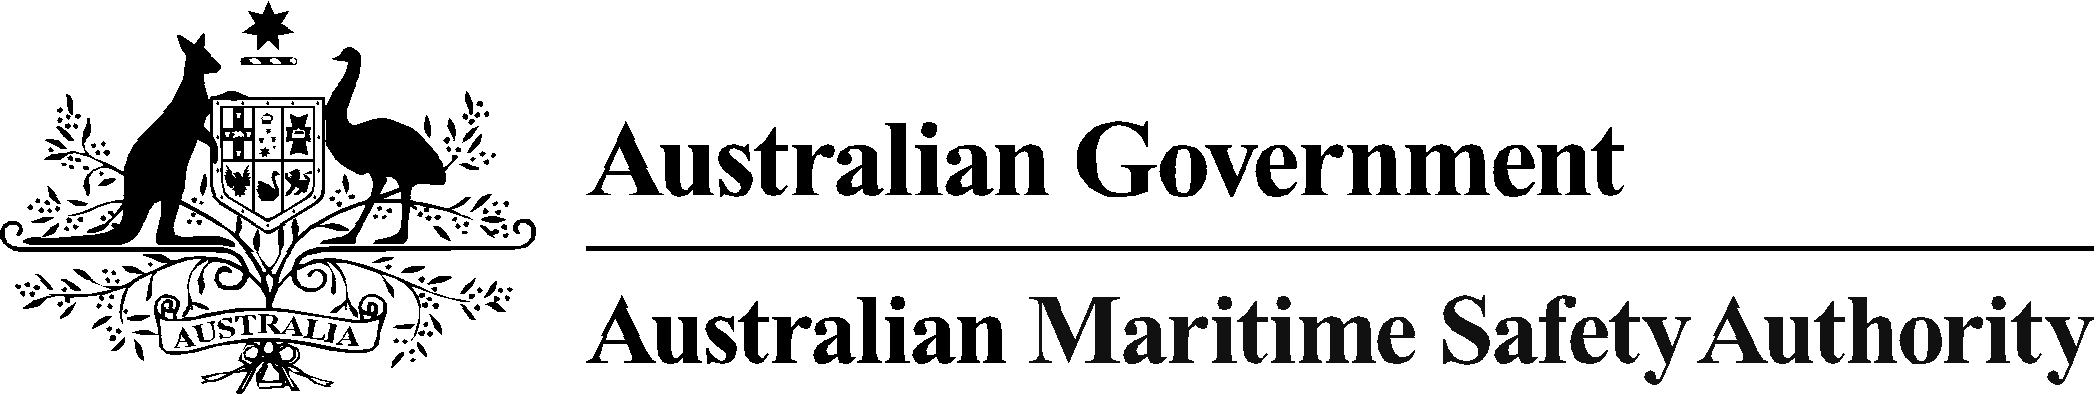 Australian Government
Australian Maritime Safety Authority
AUSTRALIA